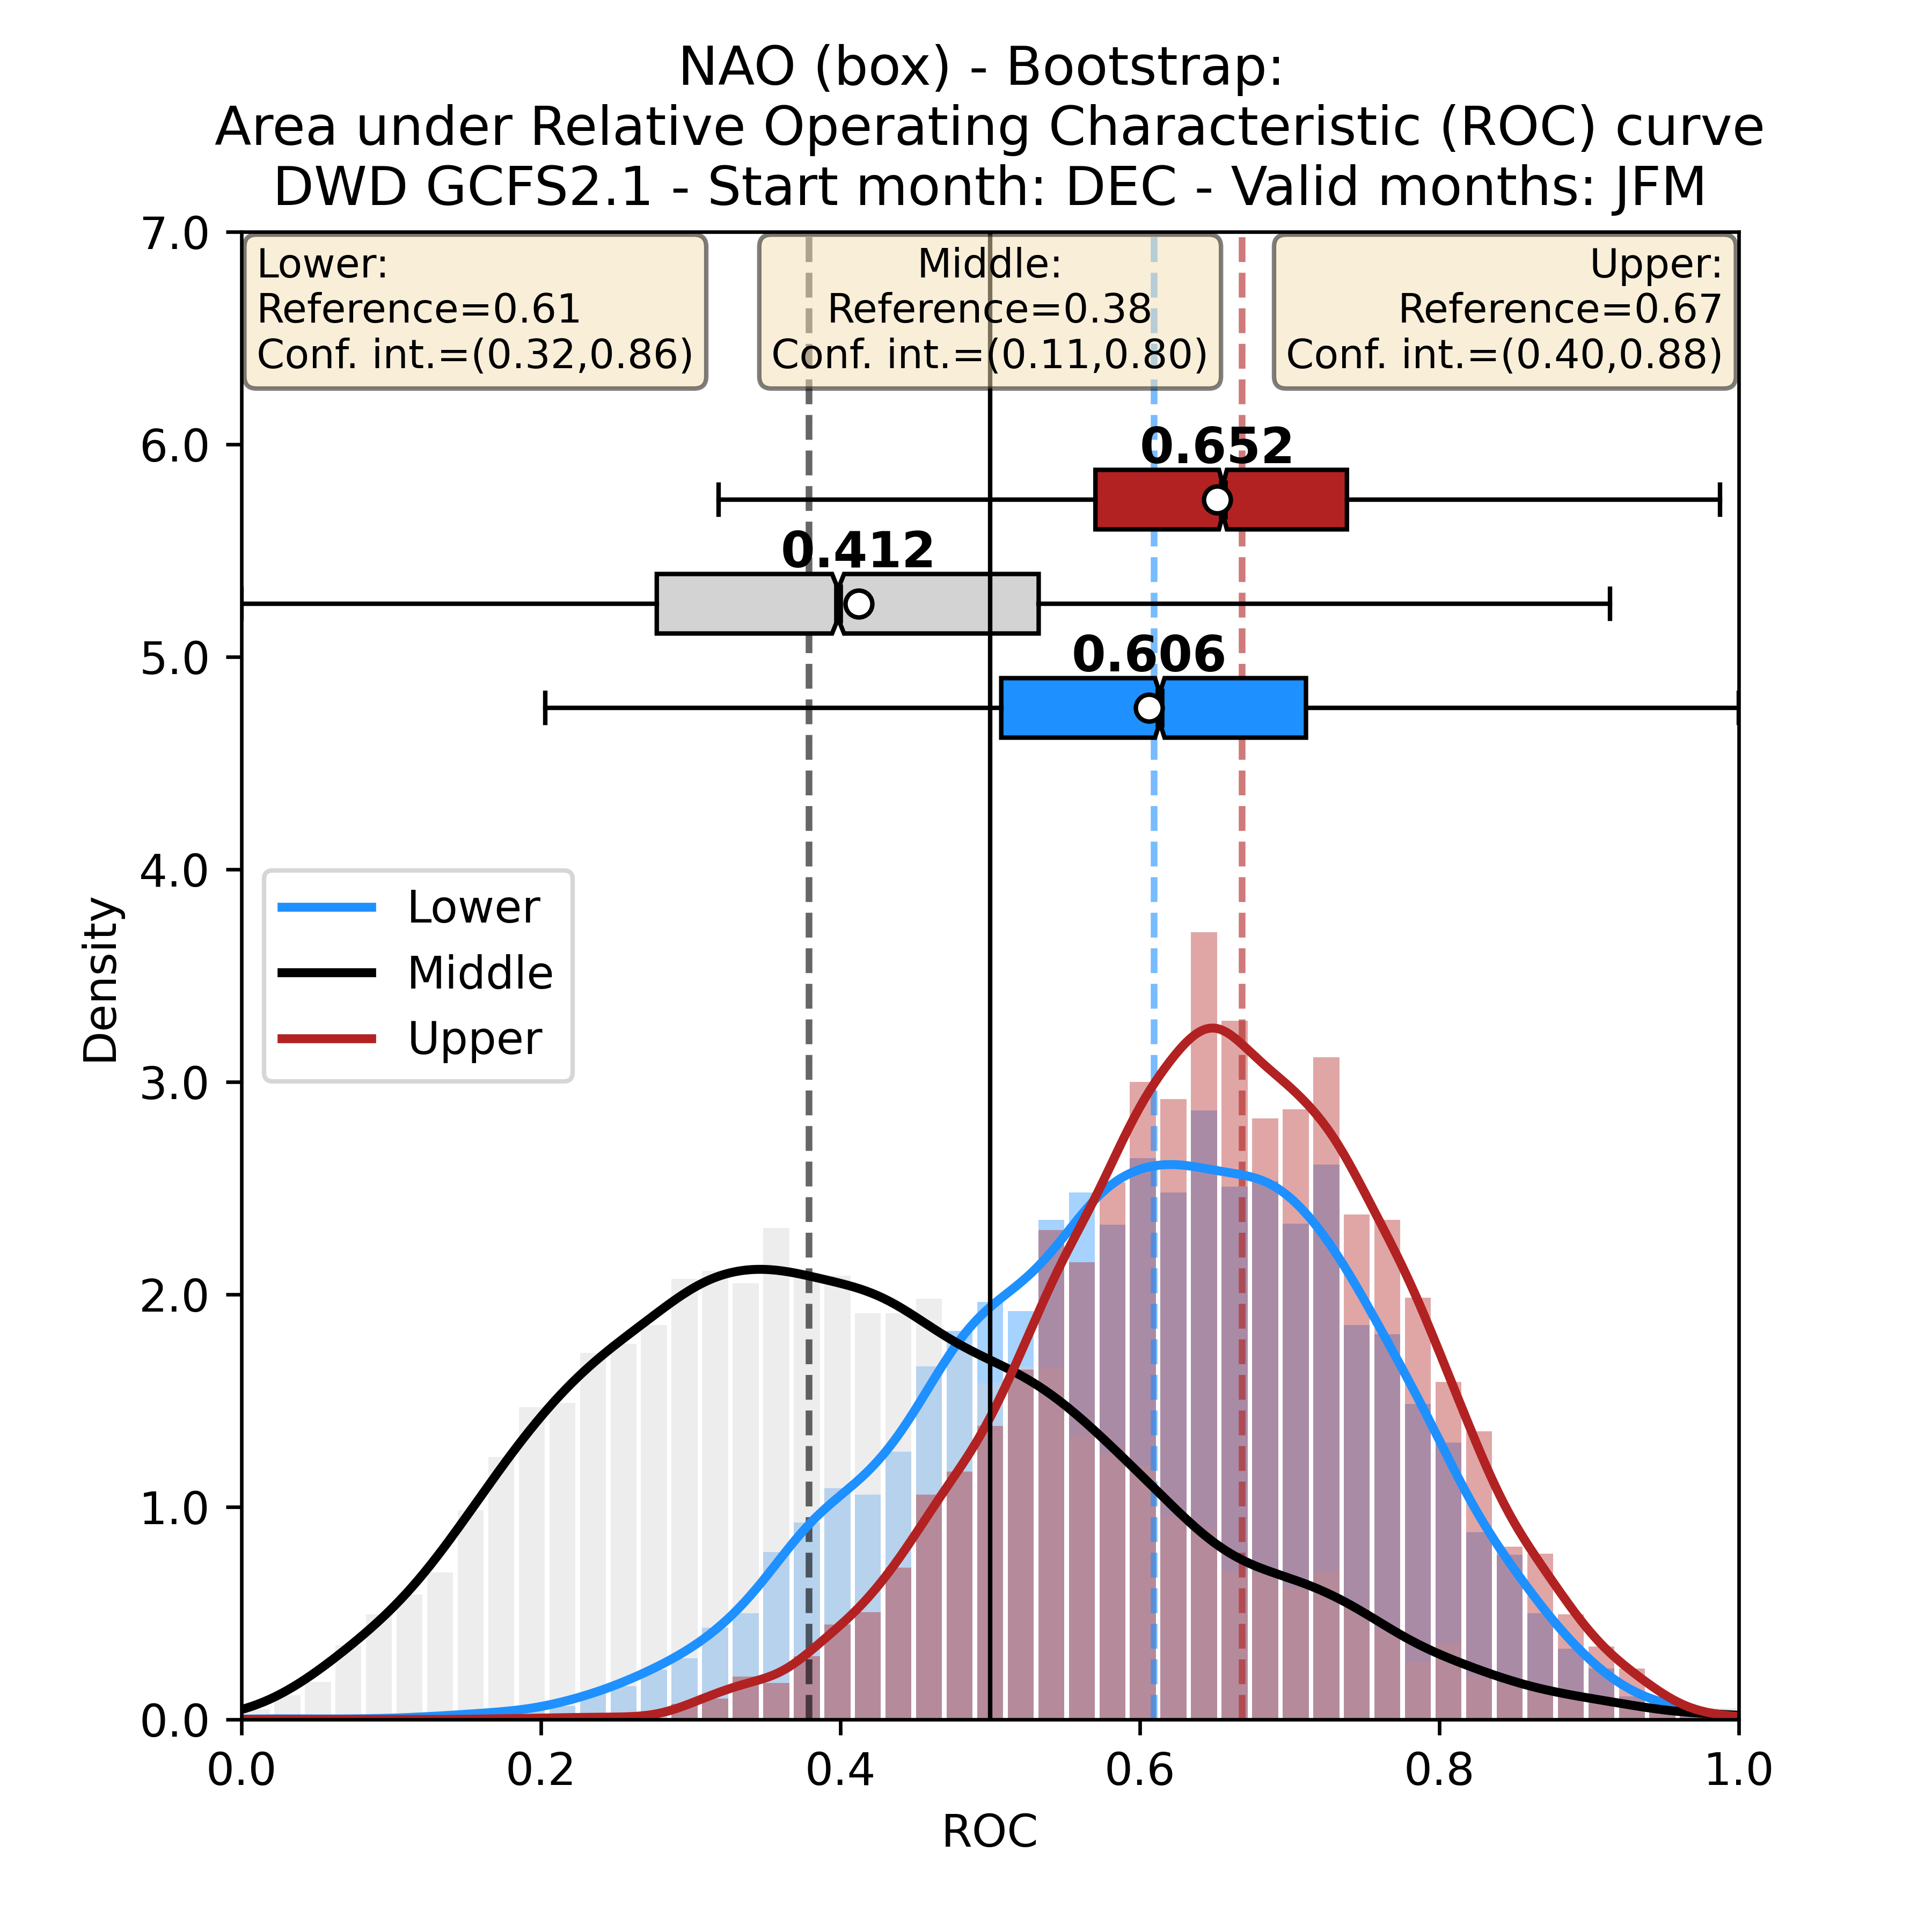 NAO (box) - Bootstrap:
Area under Relative Operating Characteristic (ROC) curve
DWD GCFS2.1 - Start month: DEC - Valid months: JFM
Lower:
Reference=0.61
Conf. int.=(0.32,0.86)
Middle:
Reference=0.38
Conf. int.=(0.11,0.80)
Upper:
Reference=0.67
Conf. int.=(0.40,0.88)
0.652
0.412
0.606
Lower
Middle
Upper
Density
7.0
6.0
5.0
4.0
3.0
2.0
1.0
0.0
0.0 0.2 0.4 0.6 0.8 1.0
ROC